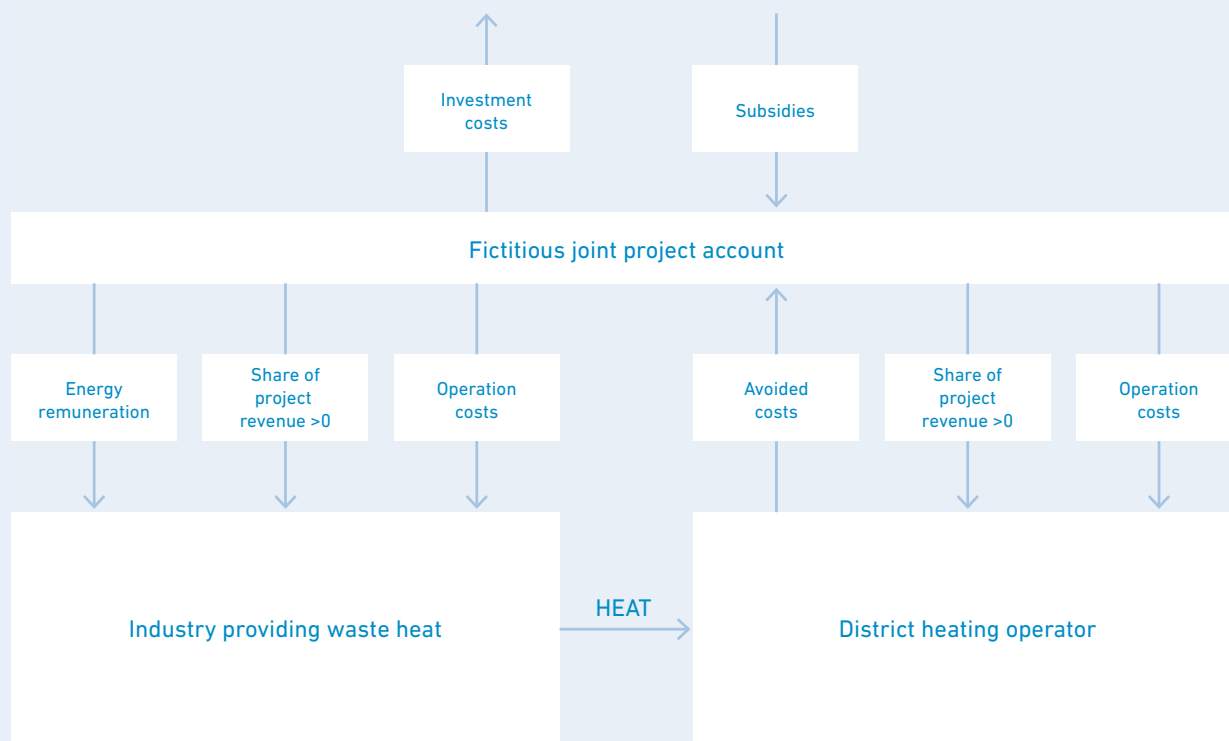 Investment
costs
Subsidies
Fictitious joint project account
Energy
remuneration
Share of
project
revenue >0
Operation
costs
Avoided
costs
Share of
project
revenue >0
Operation
costs
Industry providing waste heat
HEAT
District heating operator